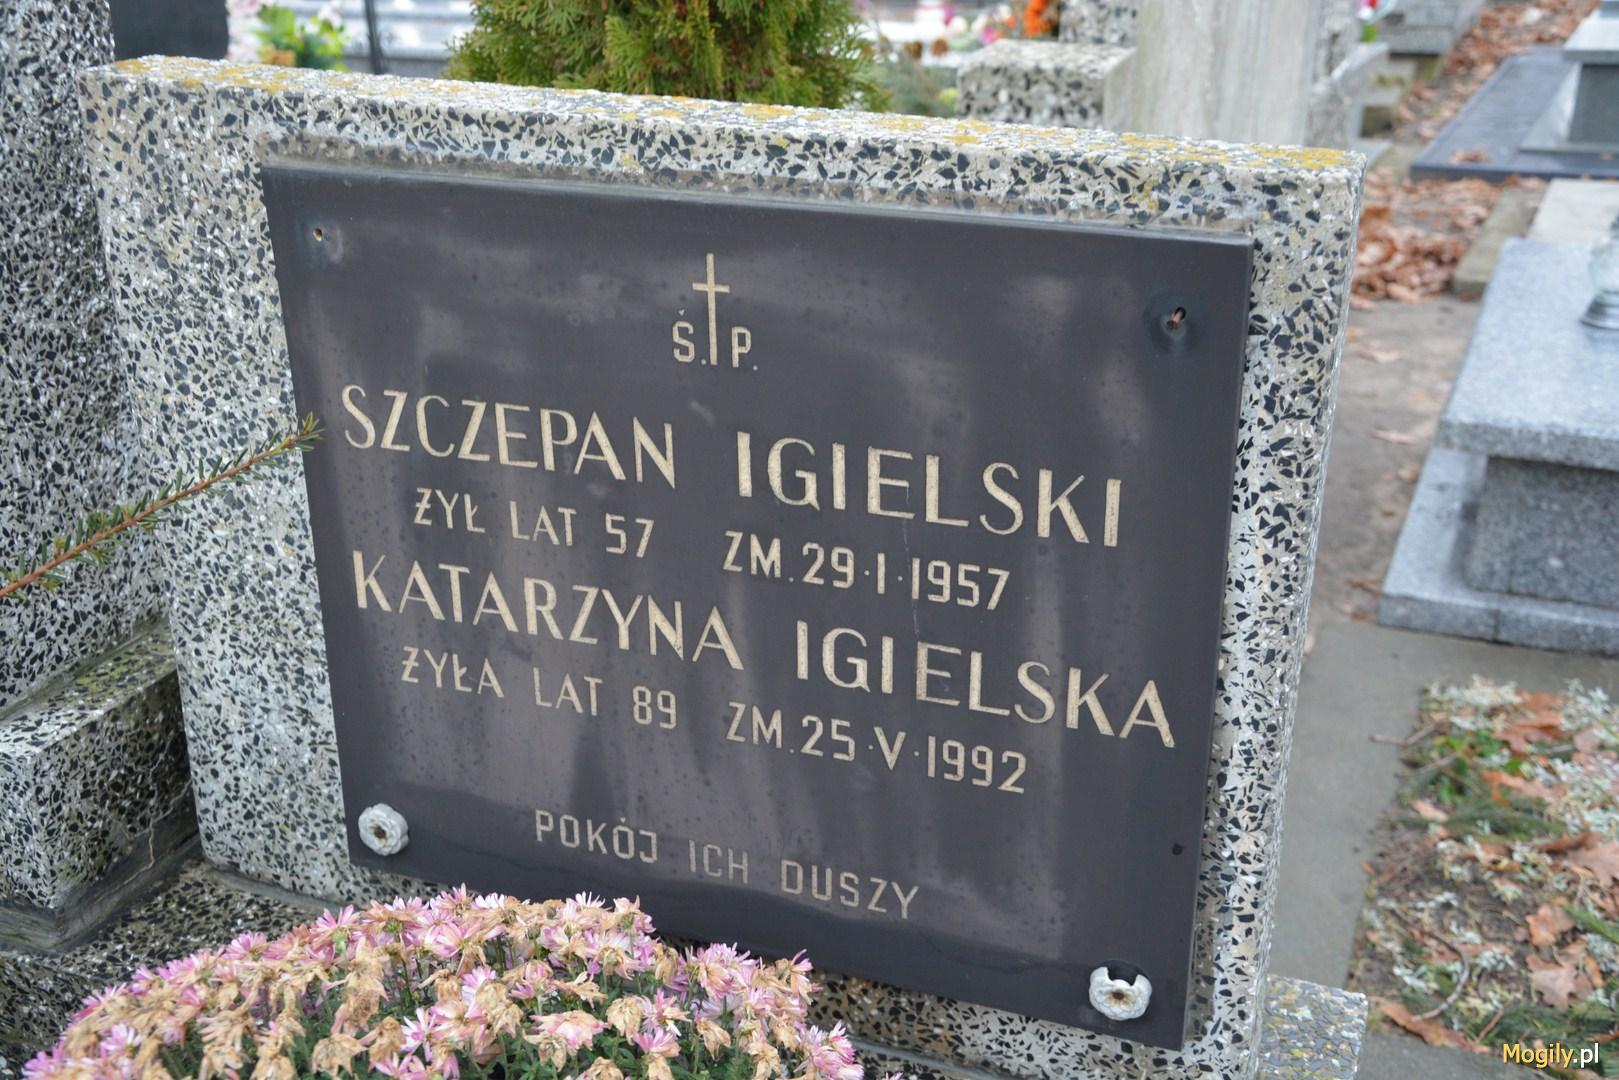 Ś. P.
SZCZEPAN IGIELSKI
ŻYŁ LAT 57 ZM. 29·I·1957
KATARZYNA IGIELSKA
ŻYŁA LAT 89 ZM. 25·V·1992
POKÓJ ICH DUSZY
Mogily.pl